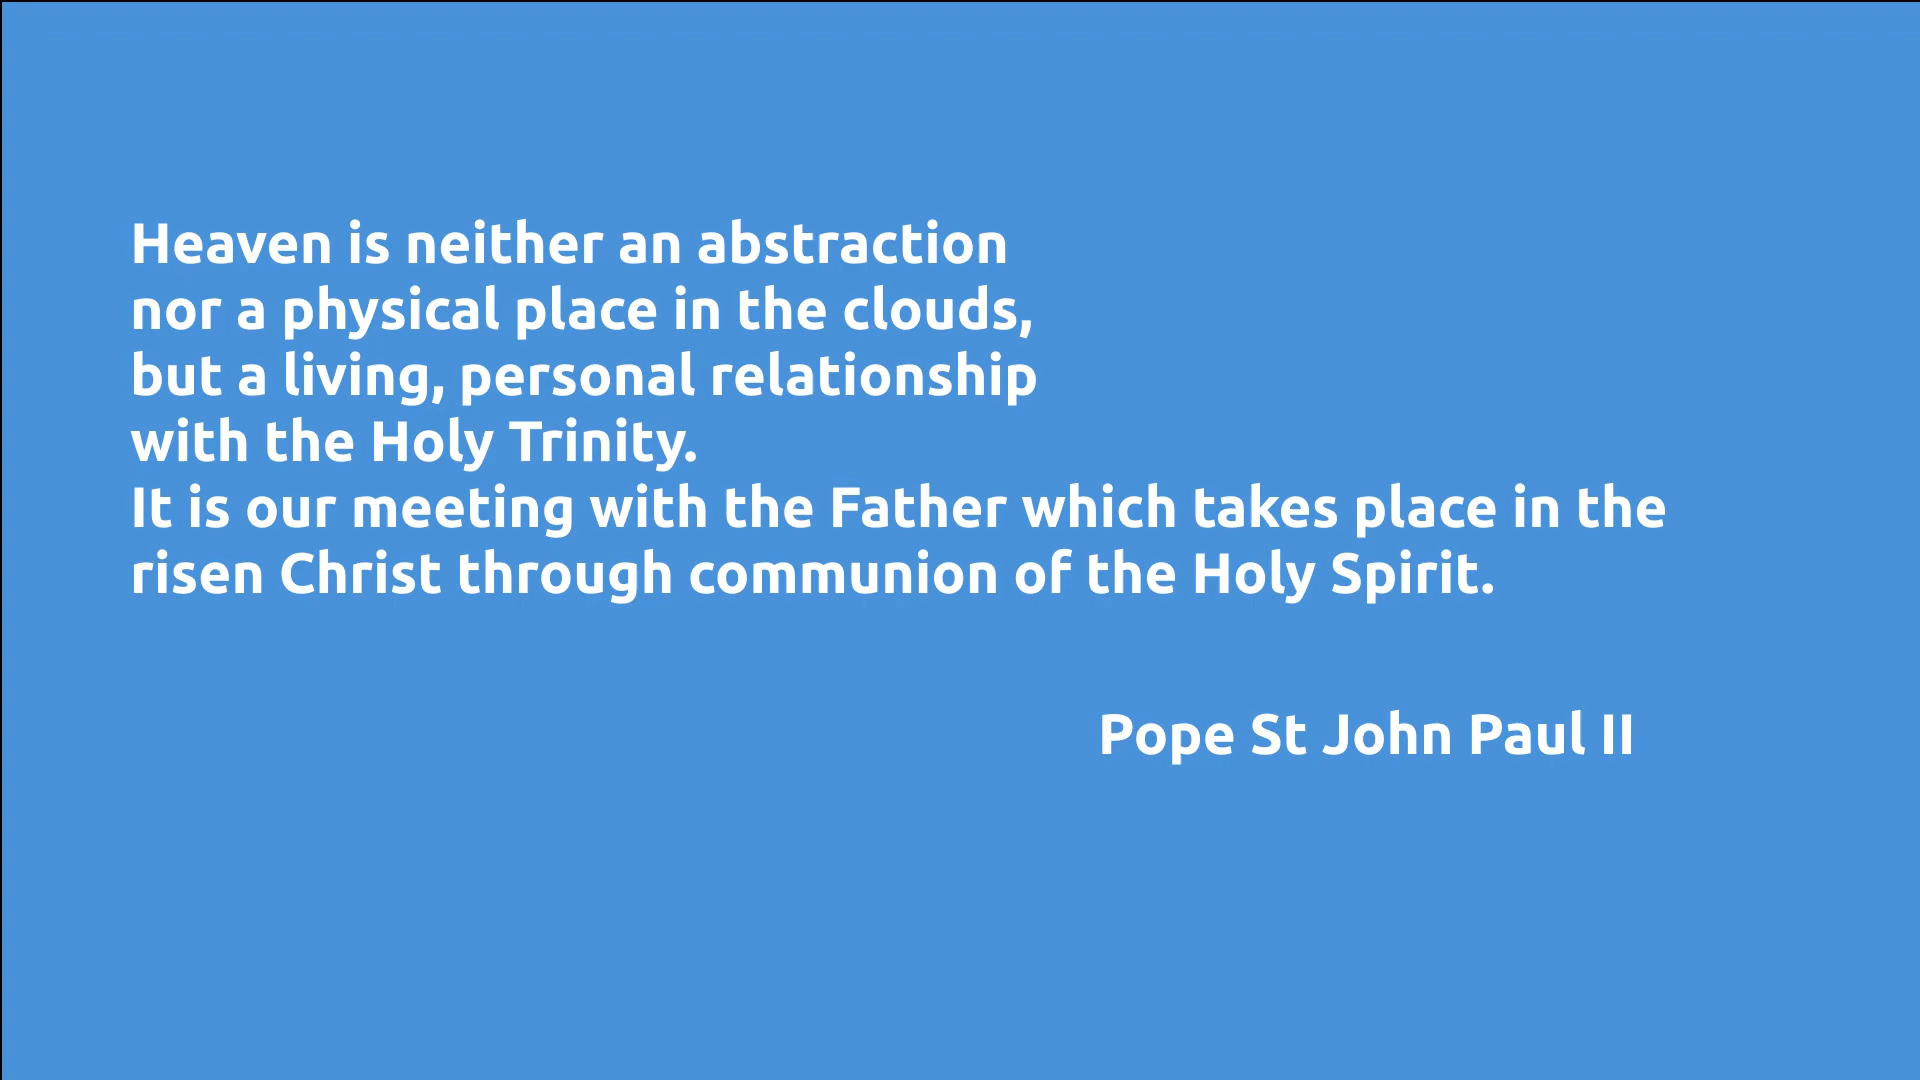 Heaven is neither an abstraction
nor a physical place in the clouds,
but a living, personal relationship
with the Holy Trinity.
It is our meeting with the Father which takes place in the
risen Christ through communion of the Holy Spirit.
Pope St John Paul II